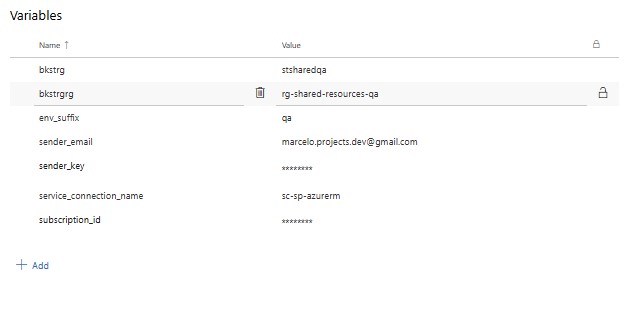 Variables
Name ↑ Value
bkstrg stsharedqa
bkstrgrg rg-shared-resources-qa
env_suffix qa
sender_email marcelo.projects.dev@gmail.com
sender_key ********
service_connection_name sc-sp-azurerm
subscription_id ********
+ Add